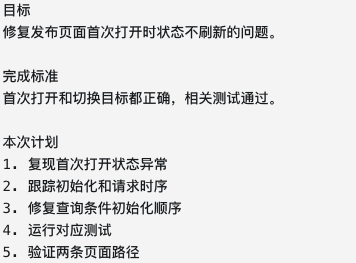 目标
修复发布页面首次打开时状态不刷新的问题。
完成标准
首次打开和切换目标都正确，相关测试通过。
本次计划
1. 复现首次打开状态异常
2. 跟踪初始化和请求时序
3. 修复查询条件初始化顺序
4. 运行对应测试
5. 验证两条页面路径